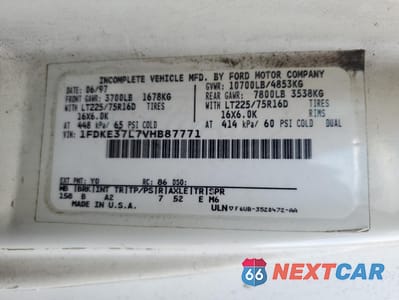 INCOMPLETE VEHICLE MFD. BY FORD MOTOR COMPANY
DATE: 06/97 GVWR: 10700LB/4853KG
FRONT GAWR: 3700LB 1678KG REAR GAWR: 7800LB 3538KG
WITH LT225/75R16D TIRES WITH LT225/75R16D TIRES
16X6.0K RIMS 16X6.0K RIMS
AT 448 kPa/ 65 PSI COLD AT 414 kPa/ 60 PSI COLD DUAL
VIN: 1FDKE37L7VHB87771
EXT PNT: YO RC: 86 DSO:
WB BRK INT TR TP/PS R AXLE TR SPR
158 B A2 7 52 E M6
MADE IN U.S.A. ULN
66 NEXTCAR